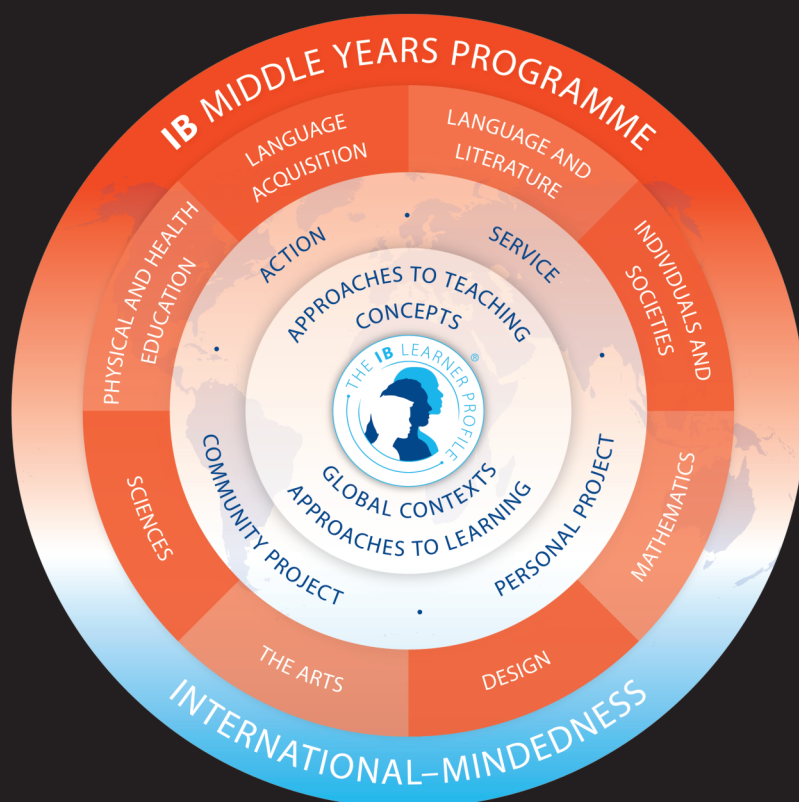 IB MIDDLE YEARS PROGRAMME
LANGUAGE
ACQUISITION
LANGUAGE AND
LITERATURE
PHYSICAL AND HEALTH
EDUCATION
INDIVIDUALS AND
SOCIETIES
SCIENCES
MATHEMATICS
THE ARTS
DESIGN
ACTION
SERVICE
COMMUNITY PROJECT
PERSONAL PROJECT
APPROACHES TO TEACHING
CONCEPTS
THE IB LEARNER PROFILE
®
GLOBAL CONTEXTS
APPROACHES TO LEARNING
INTERNATIONAL–MINDEDNESS